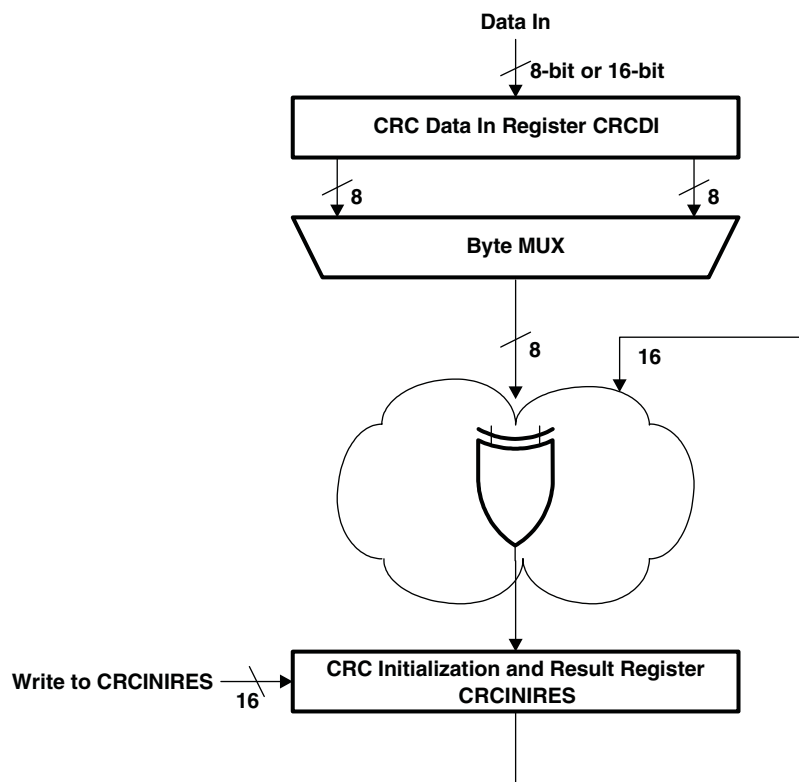 Data In
8-bit or 16-bit
CRC Data In Register CRCDI
8
8
Byte MUX
8
16
CRC Initialization and Result Register
CRCINIRES
Write to CRCINIRES
16